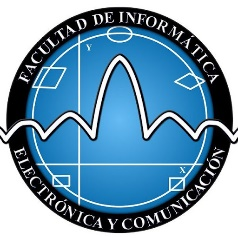 FACULTAD DE INFORMÁTICA
Y
X
ELECTRÓNICA Y COMUNICACIÓN